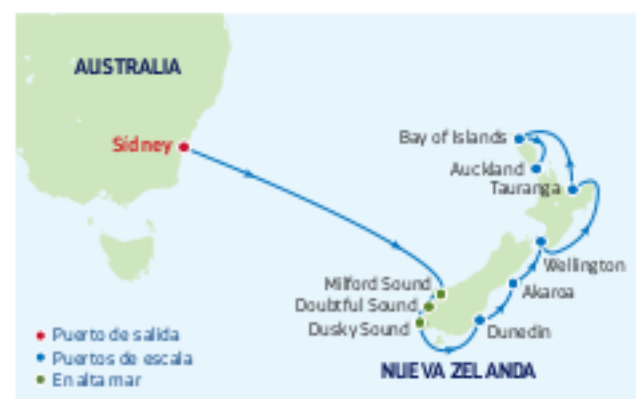 AUSTRALIA
Sidney
Bay of Islands
Auckland
Tauranga
Wellington
Milford Sound
Akaroa
Doubtful Sound
Dusky Sound
Dunedin
Puerto de salida
Puertos de escala
En alta mar
NUEVA ZELANDA